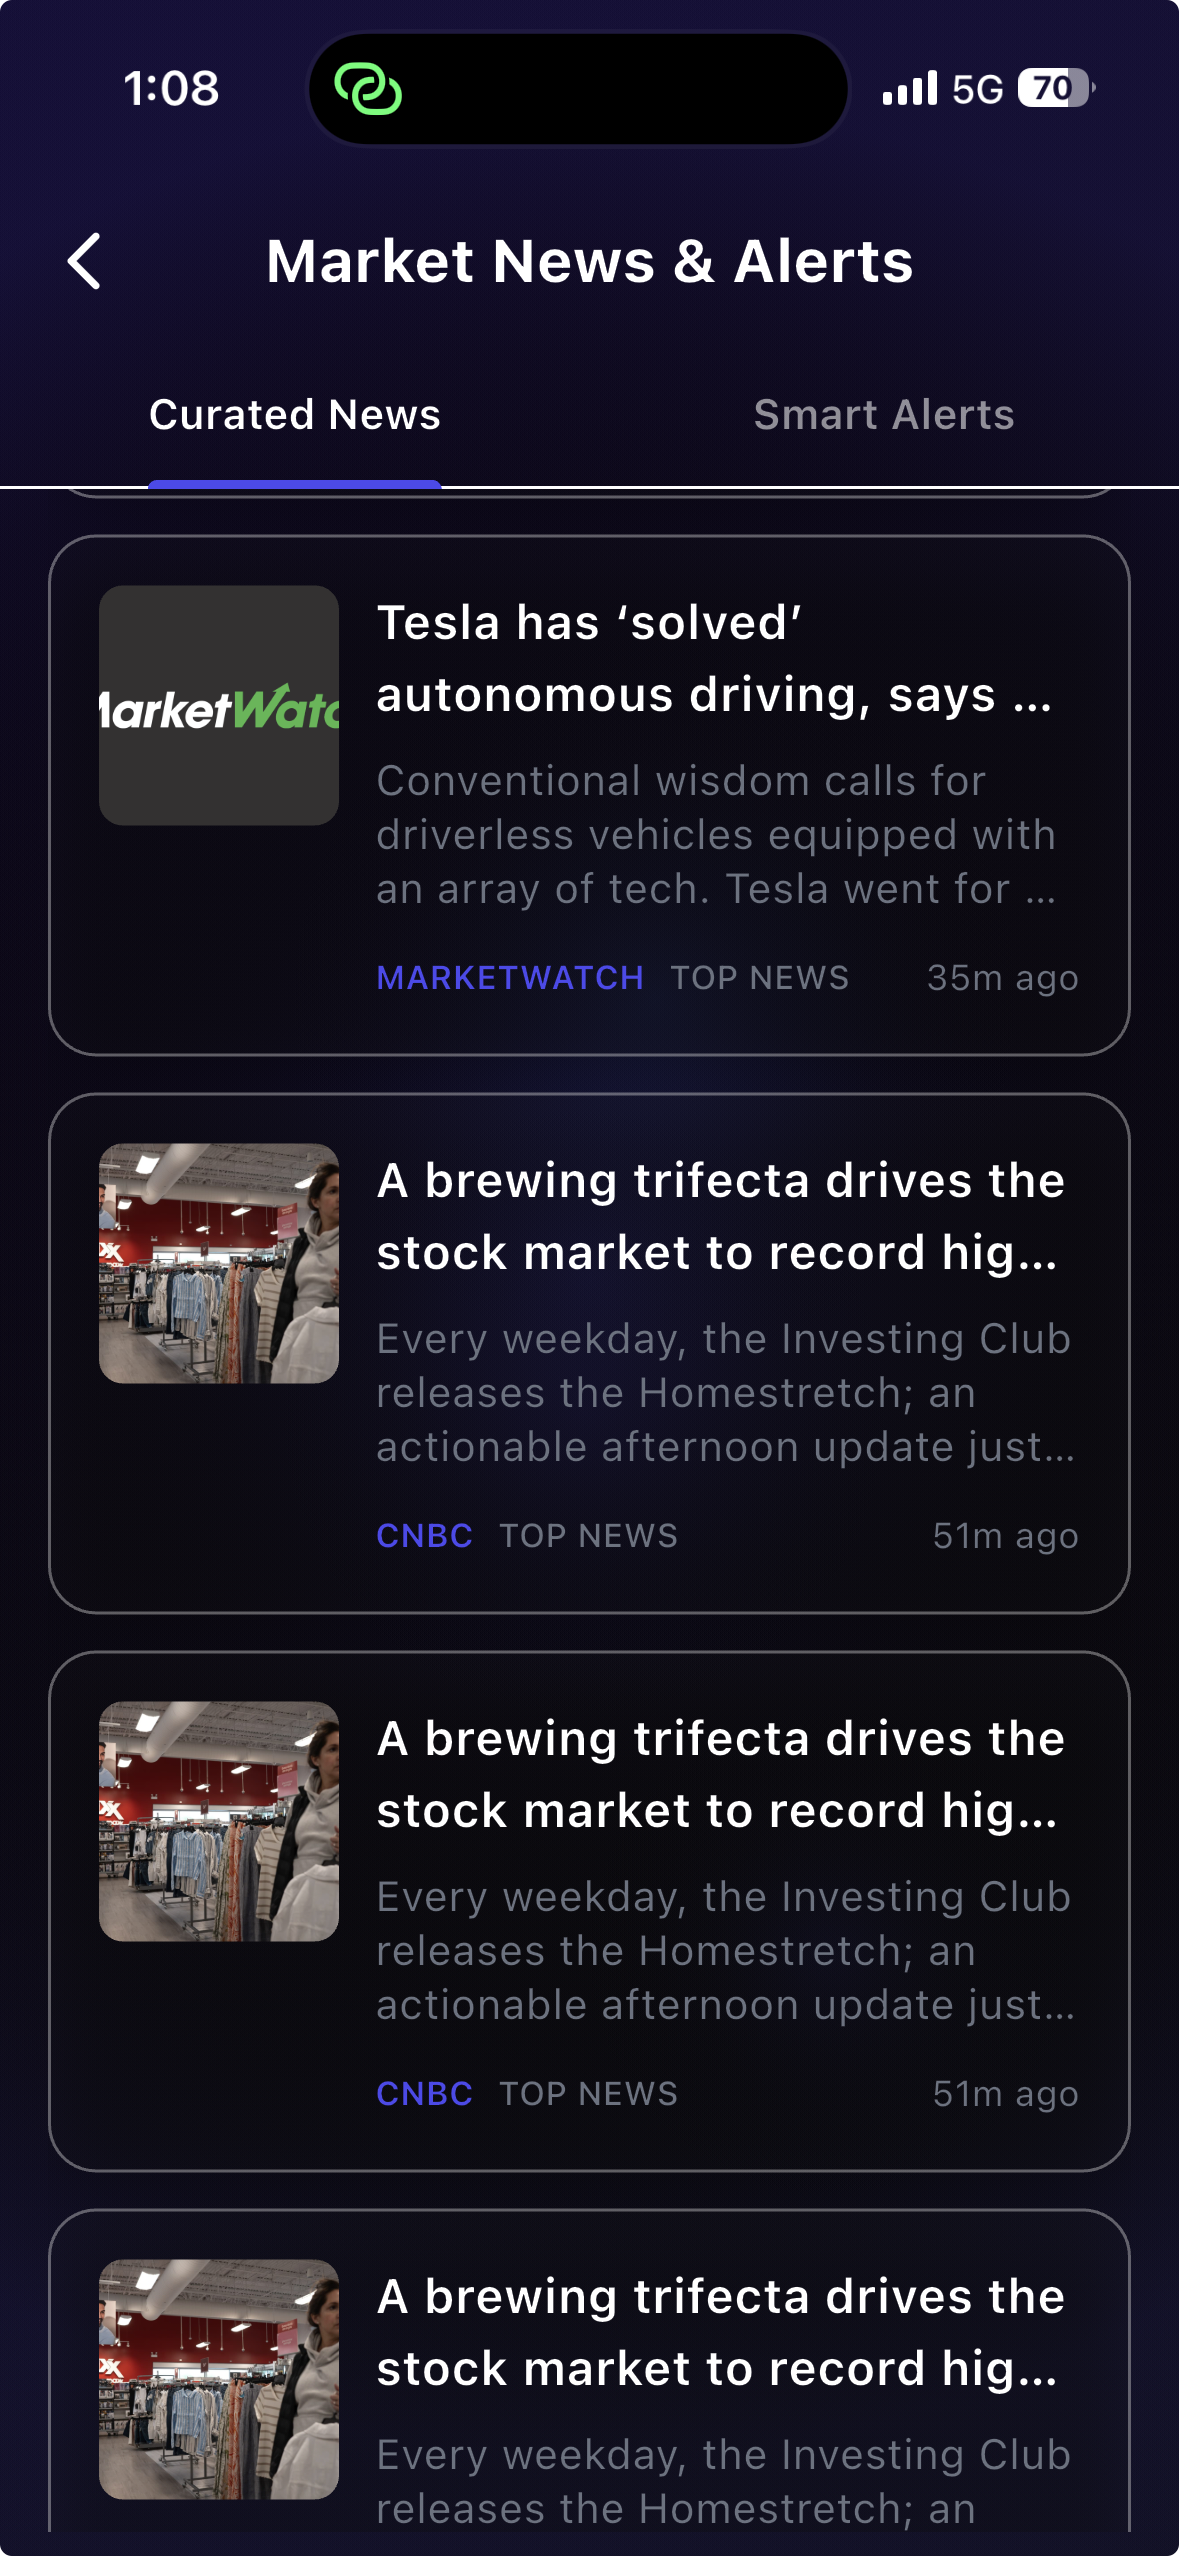 1:08
5G
70
Market News & Alerts
Curated News
Smart Alerts
MarketWatc
Tesla has ‘solved’
autonomous driving, says ...
Conventional wisdom calls for
driverless vehicles equipped with
an array of tech. Tesla went for ...
MARKETWATCH TOP NEWS 35m ago
A brewing trifecta drives the
stock market to record hig...
Every weekday, the Investing Club
releases the Homestretch; an
actionable afternoon update just...
CNBC TOP NEWS 51m ago
A brewing trifecta drives the
stock market to record hig...
Every weekday, the Investing Club
releases the Homestretch; an
actionable afternoon update just...
CNBC TOP NEWS 51m ago
A brewing trifecta drives the
stock market to record hig...
Every weekday, the Investing Club
releases the Homestretch; an